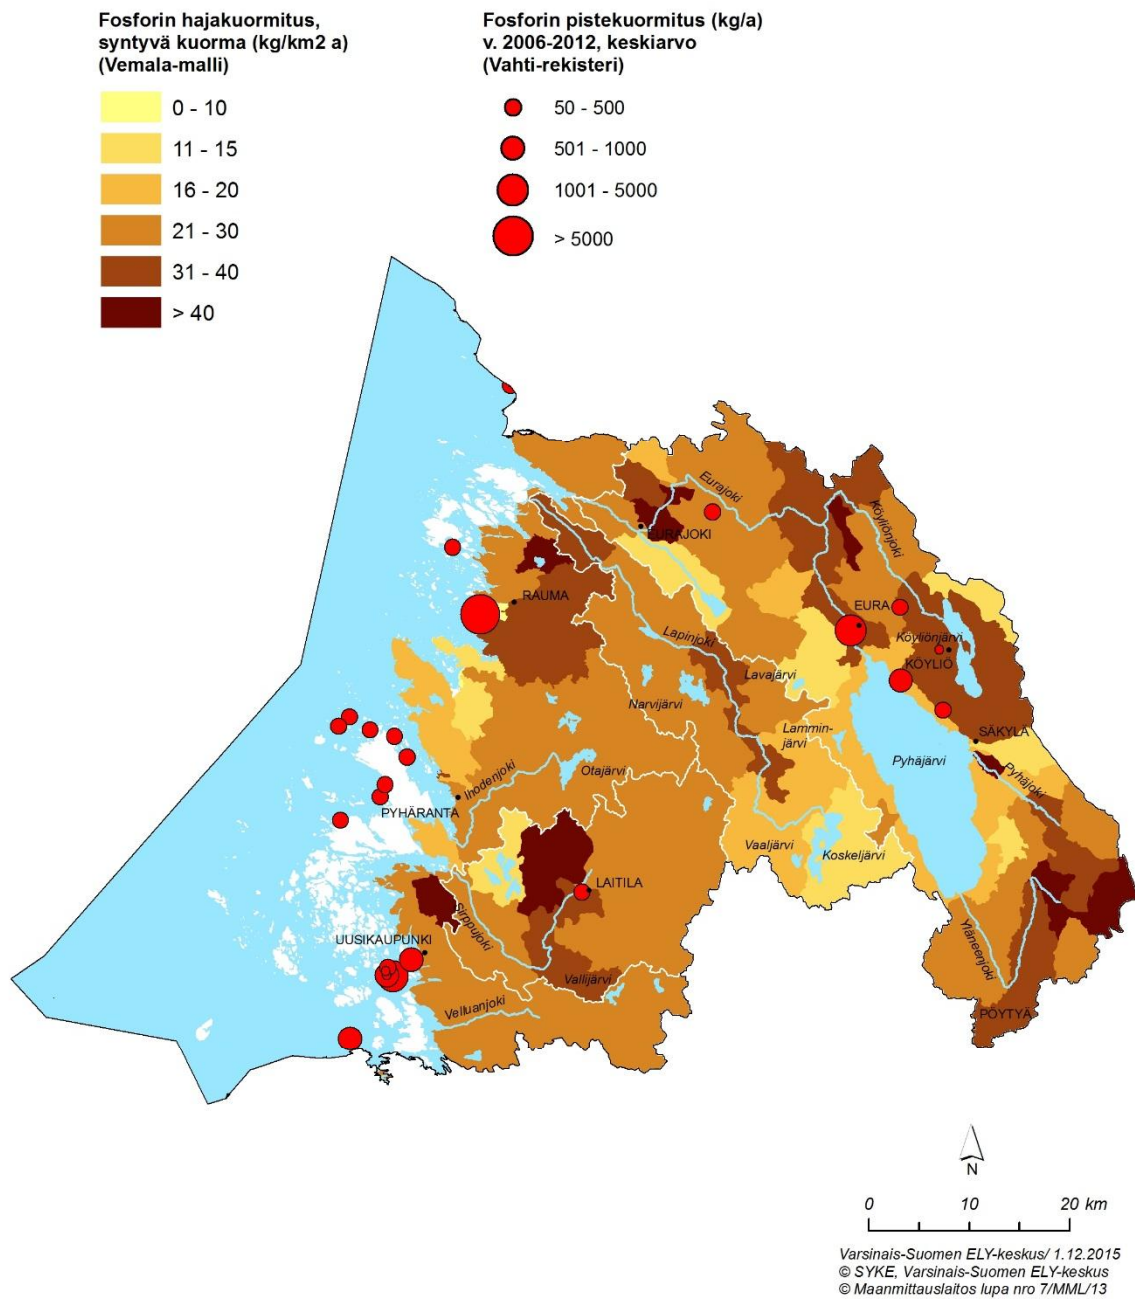 Fosforin hajakuormitus,
syntyvä kuorma (kg/km2 a)
(Vemala-malli)
0 - 10
11 - 15
16 - 20
21 - 30
31 - 40
> 40
Fosforin pistekuormitus (kg/a)
v. 2006-2012, keskiarvo
(Vahti-rekisteri)
50 - 500
501 - 1000
1001 - 5000
> 5000
Eurajoki
Köyliönjoki
EURAJOKI
RAUMA
EURA
Lapinjoki
Köyliönjärvi
KÖYLIÖ
Lavajärvi
Narvijärvi
Lammin-
järvi
SÄKYLÄ
Pyhäjärvi
Pyhäjoki
Otajärvi
Ihodenjoki
PYHÄRANTA
Vaaljärvi
Koskeljärvi
LAITILA
Sirppujoki
UUSIKAUPUNKI
Yläneenjoki
Vallijärvi
Velluanjoki
PÖYTYÄ
N
0 10 20 km
Varsinais-Suomen ELY-keskus/ 1.12.2015
© SYKE, Varsinais-Suomen ELY-keskus
© Maanmittauslaitos lupa nro 7/MML/13